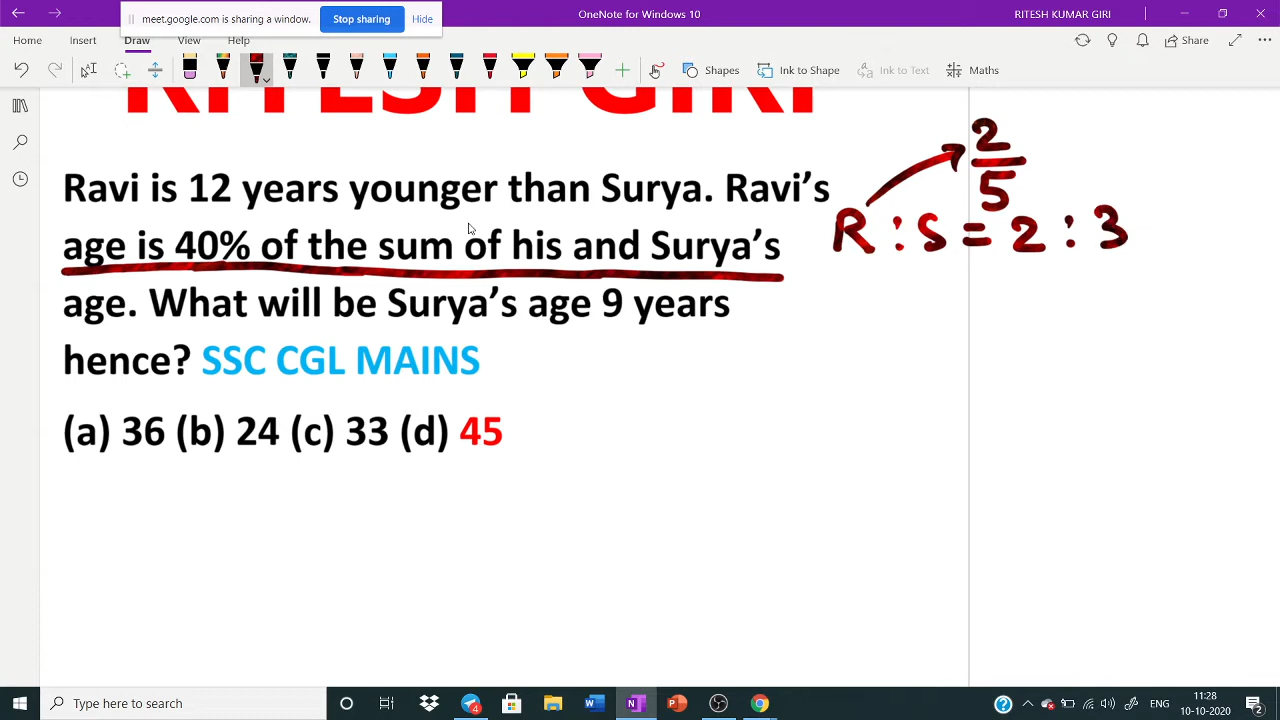 meet.google.com is sharing a window. Stop sharing Hide
OneNote for Windows 10
RITESH KUMAR GIRI
Home Insert Draw View Help
Share
Shapes Ink to Shape Ink to Text Maths
RITESH GIRI
Ravi is 12 years younger than Surya. Ravi's
age is 40% of the sum of his and Surya's
age. What will be Surya's age 9 years
hence? SSC CGL MAINS
(a) 36 (b) 24 (c) 33 (d) 45
2
5
R : S = 2 : 3
Type here to search
4
ENG
11:28
10-10-2020
2